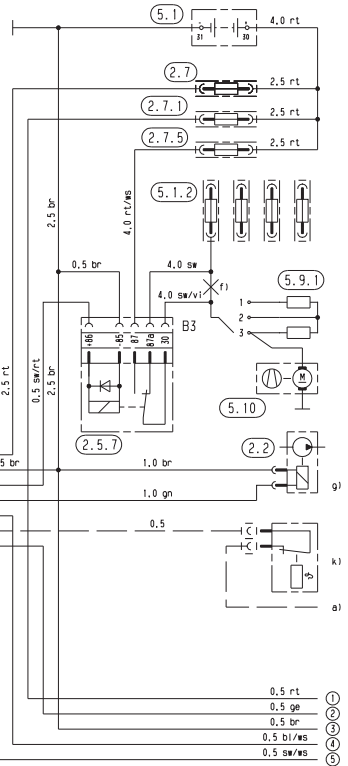 5.1
- +
31 30
4.0 rt
2.7
2.5 rt
2.7.1
2.5 rt
2.7.5
2.5 rt
5.1.2
2.5 br
4.0 rt/ws
0.5 br
4.0 sw
f)
4.0 sw/vi
5.9.1
1
2
3
B3
+86
-85
87
87a
30
M
5.10
2.5 rt
0.5 sw/rt
2.5 br
2.5.7
2.2
5 br
1.0 br
1.0 gn
g)
0.5
k)
ϑ
a)
0.5 rt 1
0.5 ge 2
0.5 br 3
0.5 bl/ws 4
0.5 sw/ws 5